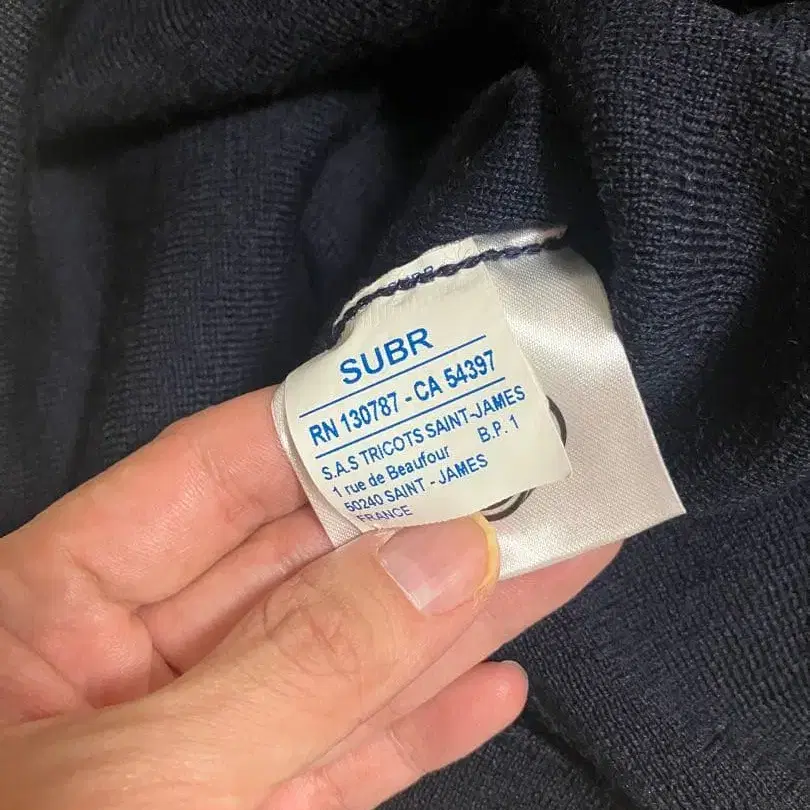 SUBR
RN 130787 - CA 54397
S.A.S TRICOTS SAINT-JAMES
1 rue de Beaufour B.P. 1
50240 SAINT - JAMES
FRANCE